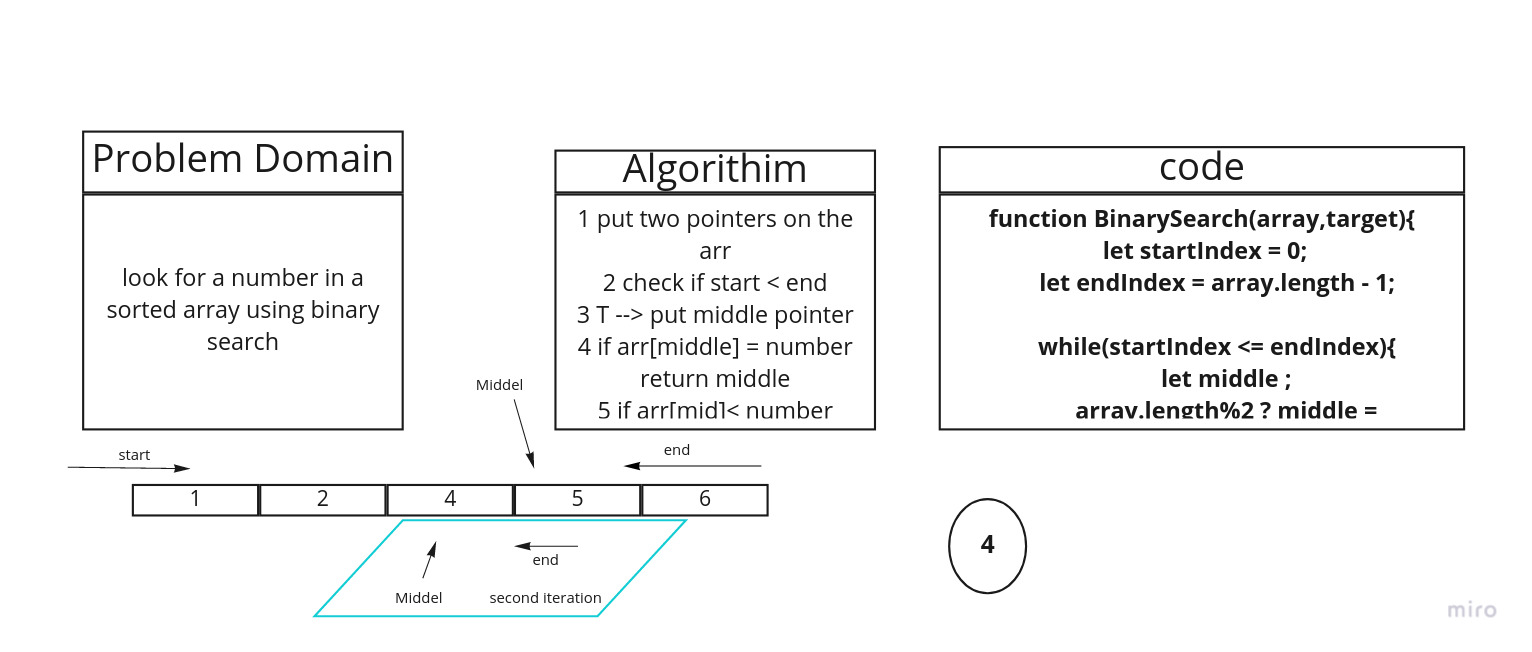 Problem Domain
look for a number in a
sorted array using binary
search
Algorithim
1 put two pointers on the
arr
2 check if start < end
3 T --> put middle pointer
4 if arr[middle] = number
return middle
5 if arr[mid]< number
code
function BinarySearch(array,target){
let startIndex = 0;
let endIndex = array.length - 1;
while(startIndex <= endIndex){
let middle ;
array.length%2 ? middle =
Middel
start
end
1 2 4 5 6
end
Middel
second iteration
4
miro